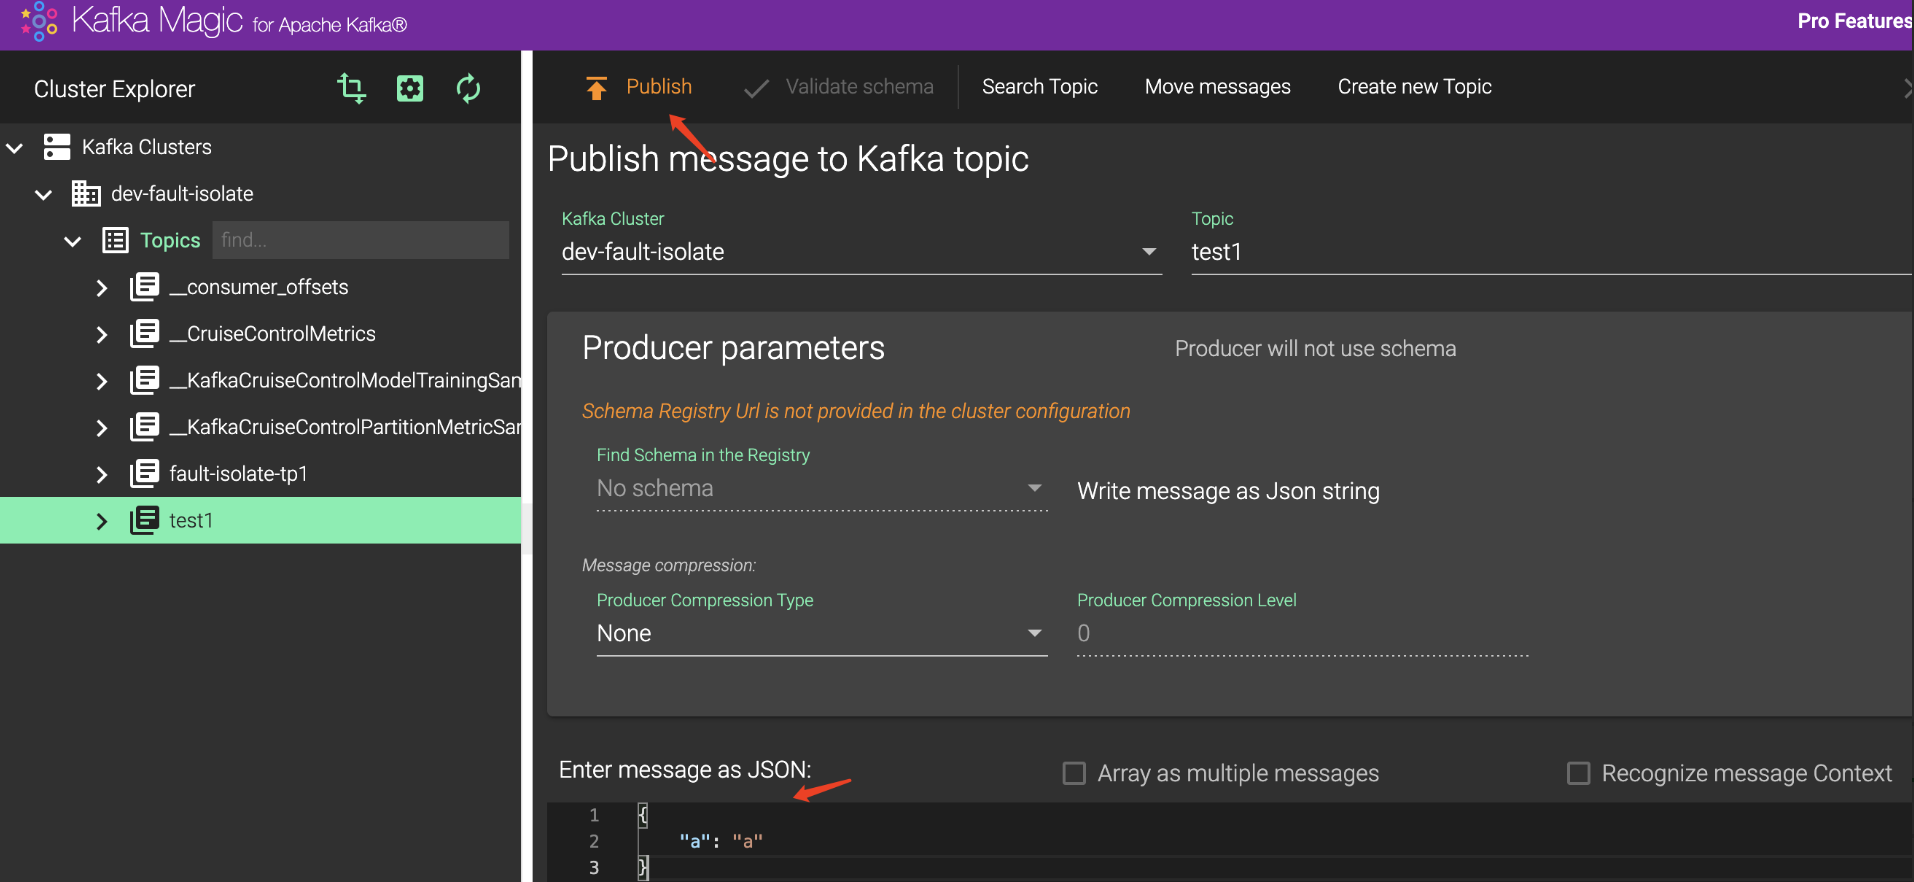 Kafka Magic for Apache Kafka®
Pro Features
Cluster Explorer
Publish
Validate schema
Search Topic
Move messages
Create new Topic
Kafka Clusters
dev-fault-isolate
Topics
find...
__consumer_offsets
__CruiseControlMetrics
__KafkaCruiseControlModelTrainingSam
__KafkaCruiseControlPartitionMetricSam
fault-isolate-tp1
test1
Publish message to Kafka topic
Kafka Cluster
Topic
dev-fault-isolate
test1
Producer parameters
Producer will not use schema
Schema Registry Url is not provided in the cluster configuration
Find Schema in the Registry
No schema
Write message as Json string
Message compression:
Producer Compression Type
Producer Compression Level
None
0
Enter message as JSON:
Array as multiple messages
Recognize message Context
1 {
2 "a": "a"
3 }